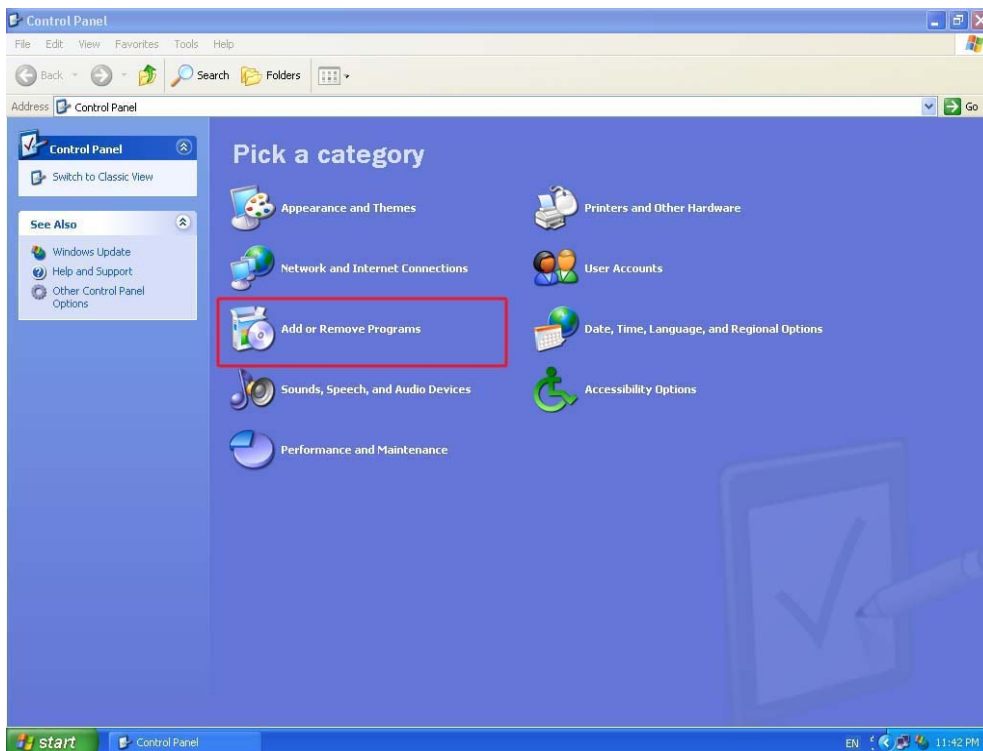 Control Panel
File Edit View Favorites Tools Help
Back Search Folders
Address Control Panel Go
Control Panel
Switch to Classic View
See Also
Windows Update
Help and Support
Other Control Panel
Options
Pick a category
Appearance and Themes
Printers and Other Hardware
Network and Internet Connections
User Accounts
Add or Remove Programs
Date, Time, Language, and Regional Options
Sounds, Speech, and Audio Devices
Accessibility Options
Performance and Maintenance
start Control Panel EN 11:42 PM